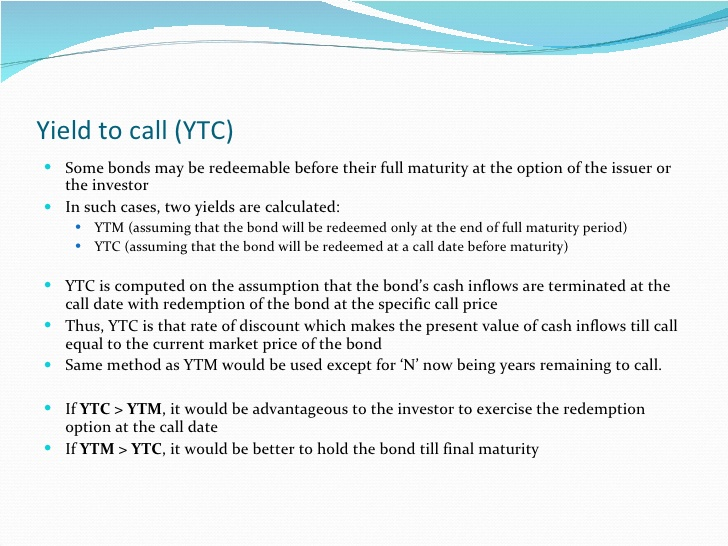 Yield to call (YTC)
• Some bonds may be redeemable before their full maturity at the option of the issuer or
the investor
• In such cases, two yields are calculated:
• YTM (assuming that the bond will be redeemed only at the end of full maturity period)
• YTC (assuming that the bond will be redeemed at a call date before maturity)
• YTC is computed on the assumption that the bond’s cash inflows are terminated at the
call date with redemption of the bond at the specific call price
• Thus, YTC is that rate of discount which makes the present value of cash inflows till call
equal to the current market price of the bond
• Same method as YTM would be used except for ‘N’ now being years remaining to call.
• If YTC > YTM, it would be advantageous to the investor to exercise the redemption
option at the call date
• If YTM > YTC, it would be better to hold the bond till final maturity